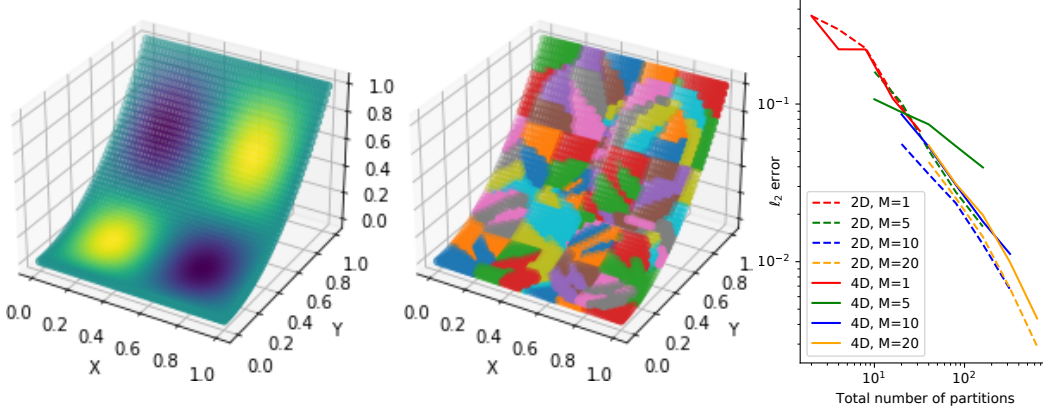 1.0
0.8
0.6
0.4
0.2
0.0
0.0
0.2
0.4
0.6
0.8
1.0
X
0.0
0.2
0.4
0.6
0.8
1.0
Y
1.0
0.8
0.6
0.4
0.2
0.0
0.0
0.2
0.4
0.6
0.8
1.0
X
0.0
0.2
0.4
0.6
0.8
1.
Y
10⁻¹
10⁻²
ℓ₂ error
2D, M=1
2D, M=5
2D, M=10
2D, M=20
4D, M=1
4D, M=5
4D, M=10
4D, M=20
10¹
10²
Total number of partitions